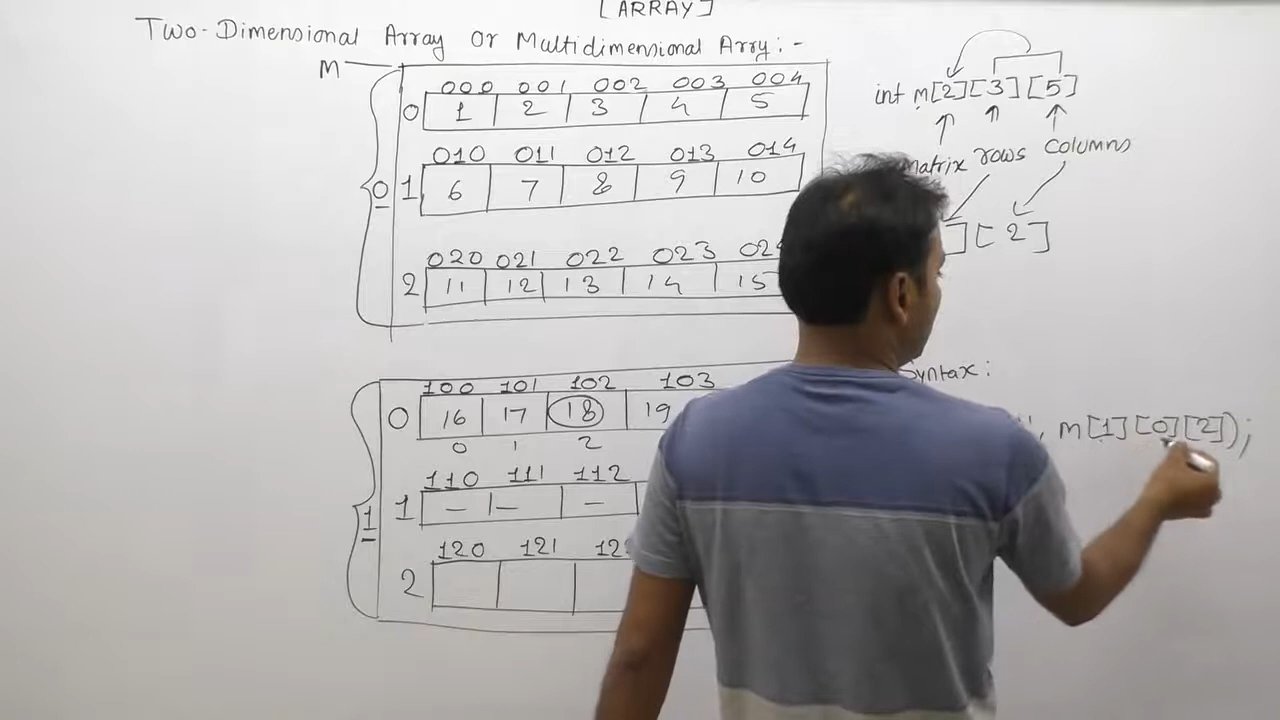 [ARRAY]
Two-Dimensional Array Or Multidimensional Arry:-
M
000 001 002 003 004
0 1 2 3 4 5
010 011 012 013 014
0 1 6 7 8 9 10
020 021 022 023
2 11 12 13 14 15
100 101 102 103
0 16 17 18 19
0 1 2
110 111 112
1 1 - - -
120 121
2
int m[2][3][5]
matrix rows columns
][2]
Syntax:
", m[1][0][2]);